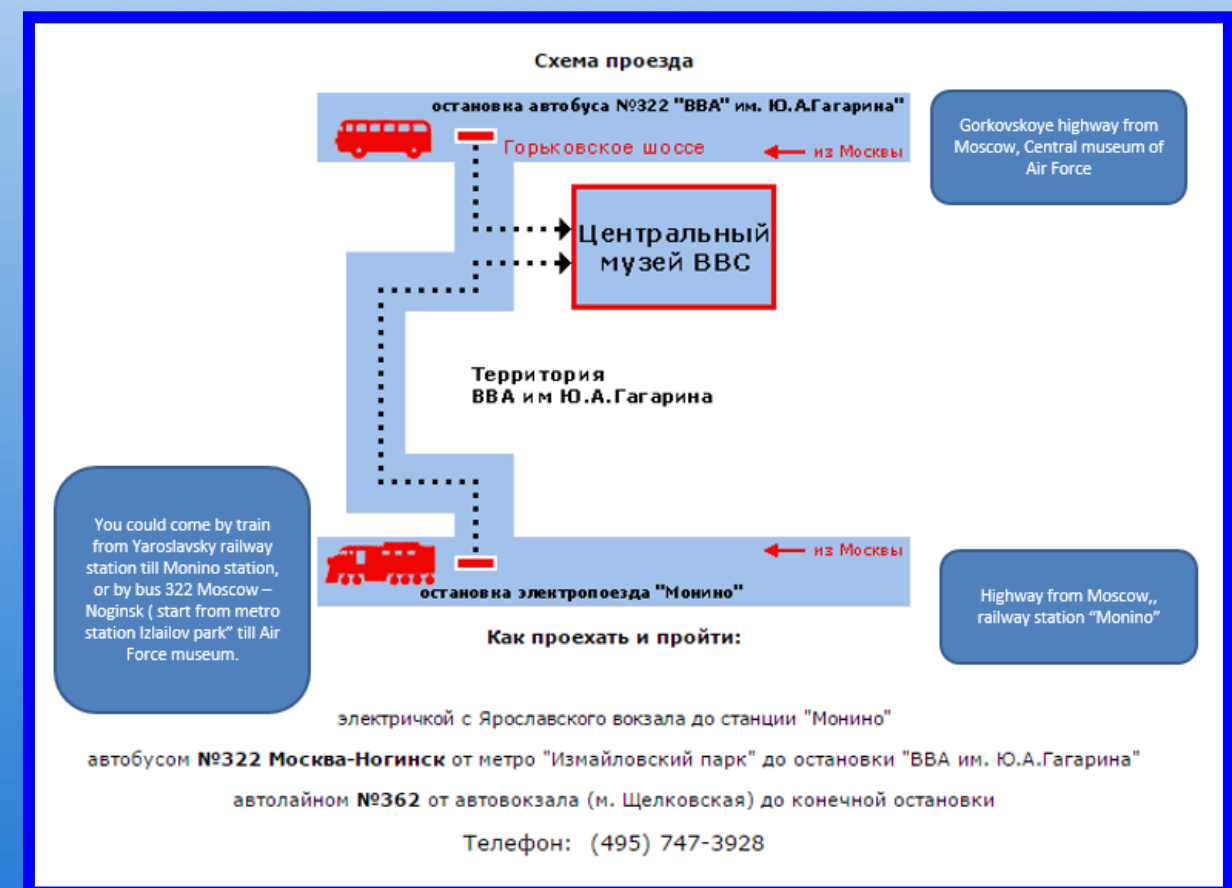 Схема проезда
остановка автобуса №322 "ВВА" им. Ю.А.Гагарина"
Горьковское шоссе
из Москвы
Gorkovskoye highway from
Moscow, Central museum of
Air Force
Центральный
музей ВВС
Территория
ВВА им Ю.А.Гагарина
You could come by train
from Yaroslavsky railway
station till Monino station,
or by bus 322 Moscow –
Noginsk ( start from metro
station Izlailov park” till Air
Force museum.
из Москвы
остановка электропоезда "Монино"
Highway from Moscow,,
railway station “Monino”
Как проехать и пройти:
электричкой с Ярославского вокзала до станции "Монино"
автобусом №322 Москва-Ногинск от метро "Измайловский парк" до остановки "ВВА им. Ю.А.Гагарина"
автолайном №362 от автовокзала (м. Щелковская) до конечной остановки
Телефон: (495) 747-3928